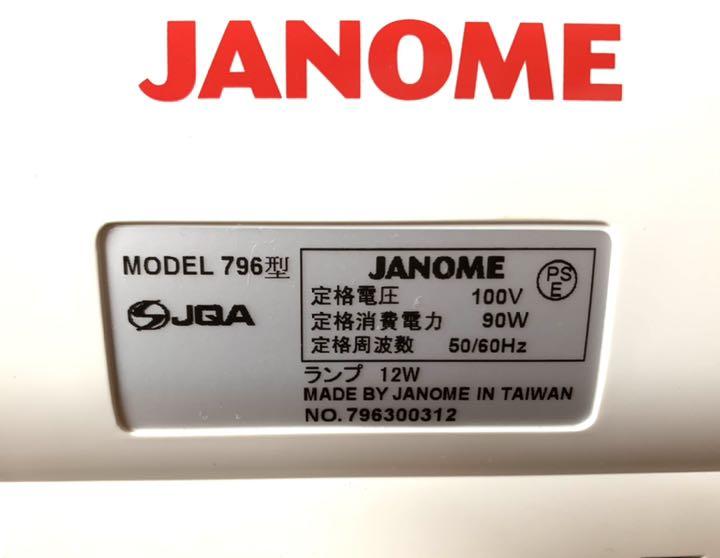 JANOME
MODEL 796型
JQA
JANOME
PS
E
定格電圧 100V
定格消費電力 90W
定格周波数 50/60Hz
ランプ 12W
MADE BY JANOME IN TAIWAN
NO. 796300312